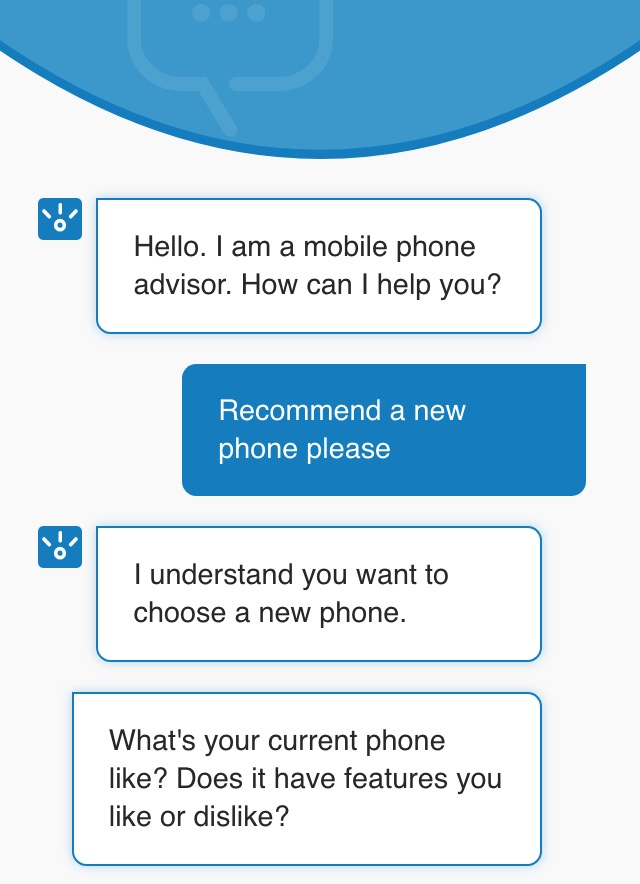 Hello. I am a mobile phone
advisor. How can I help you?
Recommend a new
phone please
I understand you want to
choose a new phone.
What's your current phone
like? Does it have features you
like or dislike?